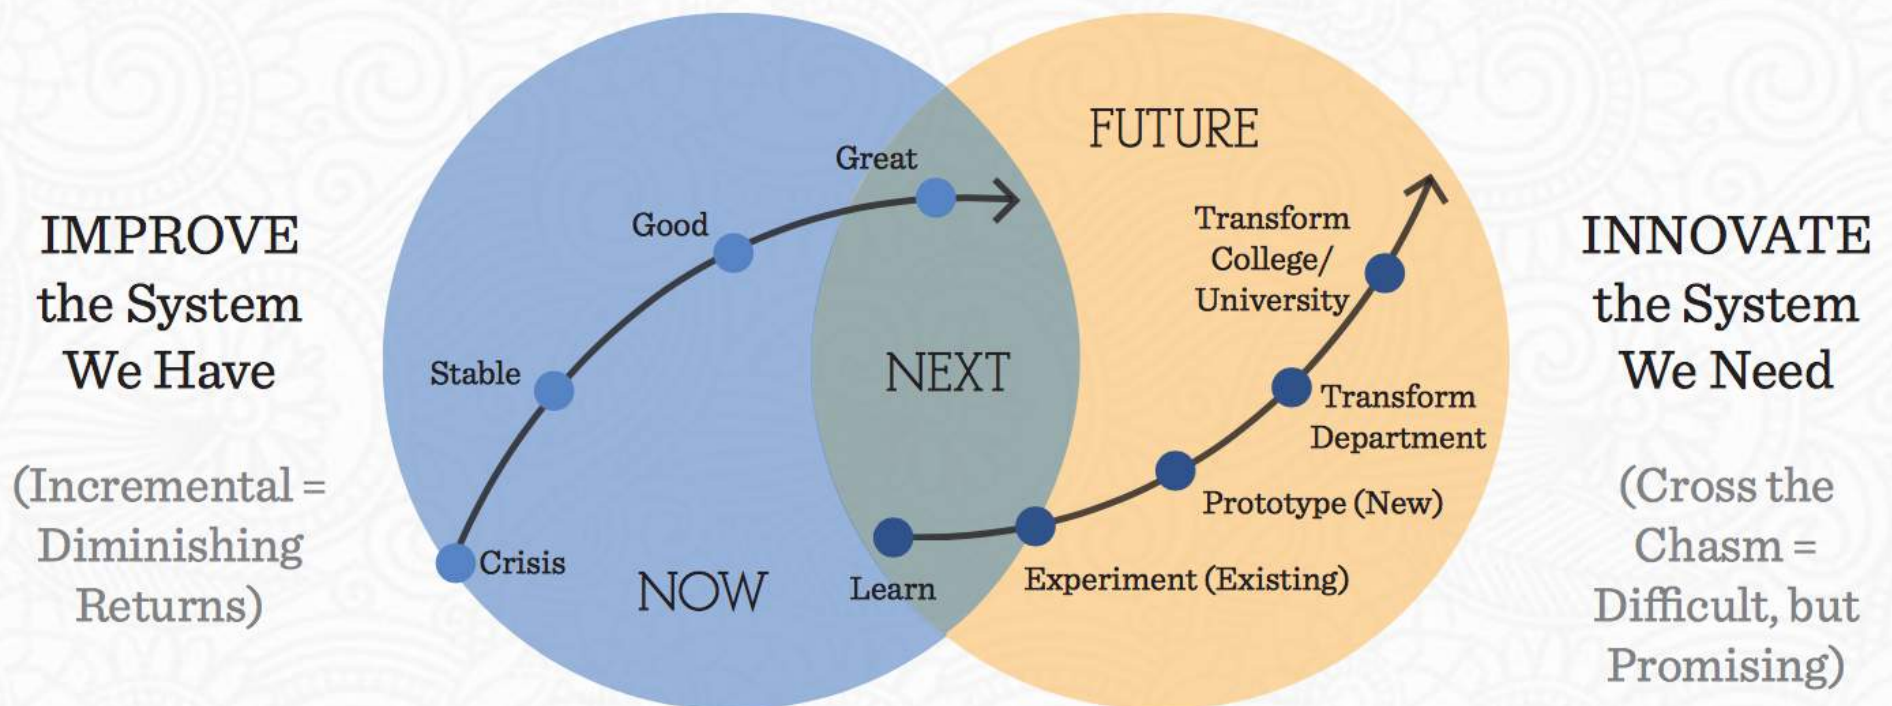 IMPROVE
the System
We Have
(Incremental =
Diminishing
Returns)
Great
Good
Stable
Crisis
NOW
NEXT
Learn
FUTURE
Transform
College/
University
Transform
Department
Prototype (New)
Experiment (Existing)
INNOVATE
the System
We Need
(Cross the
Chasm =
Difficult, but
Promising)